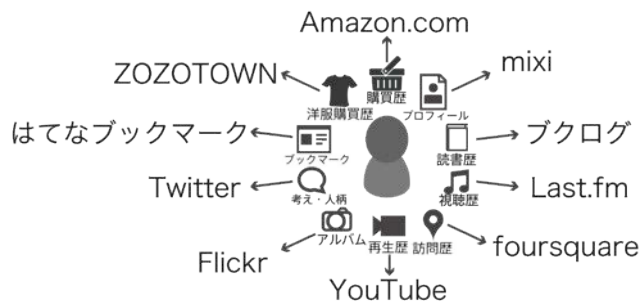 Amazon.com
ZOZOTOWN
mixi
購買歴
洋服購買歴
プロフィール
はてなブックマーク
ブクログ
ブックマーク
読書歴
Twitter
Last.fm
考え・人柄
視聴歴
アルバム
再生歴
訪問歴
foursquare
Flickr
YouTube